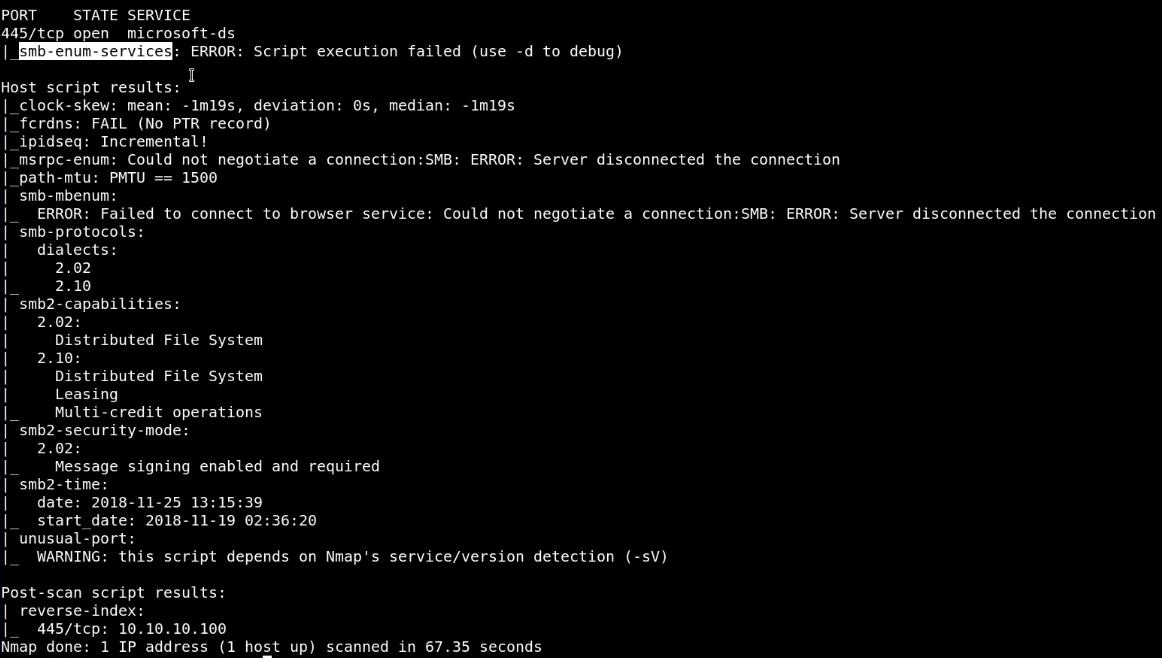 PORT    STATE SERVICE
445/tcp open  microsoft-ds
|_smb-enum-services: ERROR: Script execution failed (use -d to debug)
Host script results:
|_clock-skew: mean: -1m19s, deviation: 0s, median: -1m19s
|_fcrdns: FAIL (No PTR record)
|_ipidseq: Incremental!
|_msrpc-enum: Could not negotiate a connection:SMB: ERROR: Server disconnected the connection
|_path-mtu: PMTU == 1500
| smb-mbenum:
|_  ERROR: Failed to connect to browser service: Could not negotiate a connection:SMB: ERROR: Server disconnected the connection
| smb-protocols:
|   dialects:
|     2.02
|_    2.10
| smb2-capabilities:
|   2.02:
|     Distributed File System
|   2.10:
|     Distributed File System
|     Leasing
|_    Multi-credit operations
| smb2-security-mode:
|   2.02:
|_    Message signing enabled and required
| smb2-time:
|   date: 2018-11-25 13:15:39
|_  start_date: 2018-11-19 02:36:20
| unusual-port:
|_  WARNING: this script depends on Nmap's service/version detection (-sV)
Post-scan script results:
| reverse-index:
|_  445/tcp: 10.10.10.100
Nmap done: 1 IP address (1 host up) scanned in 67.35 seconds